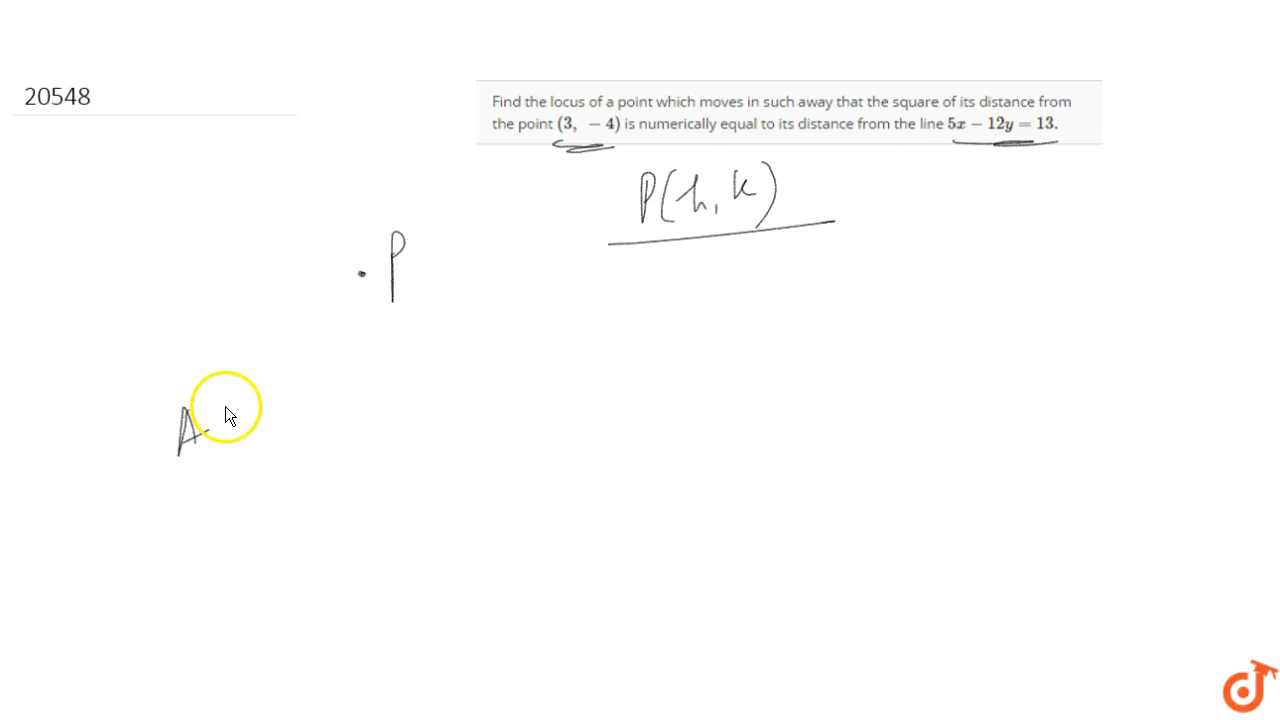 20548
Find the locus of a point which moves in such away that the square of its distance from
the point (3, − 4) is numerically equal to its distance from the line 5x − 12y = 13.
P(h, k)
. P
A